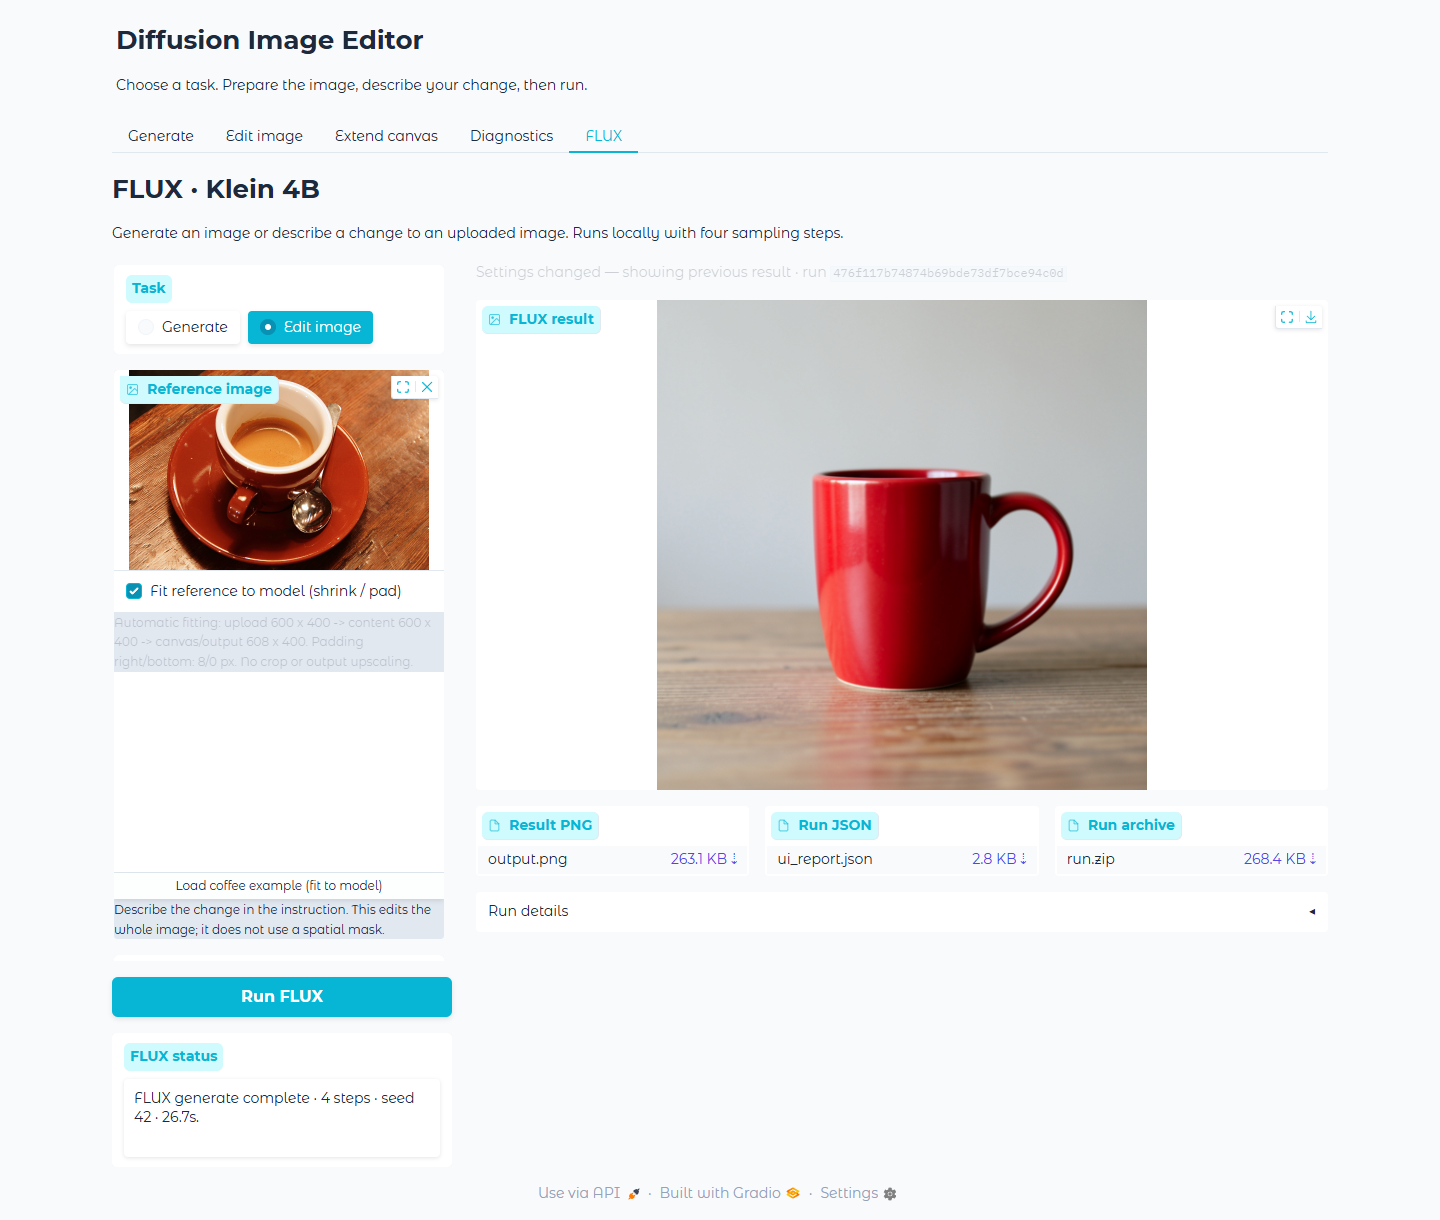 Diffusion Image Editor
Choose a task. Prepare the image, describe your change, then run.
Generate
Edit image
Extend canvas
Diagnostics
FLUX
FLUX · Klein 4B
Generate an image or describe a change to an uploaded image. Runs locally with four sampling steps.
Task
Generate
Edit image
Reference image
Fit reference to model (shrink / pad)
Automatic fitting: upload 600 x 400 -> content 600 x
400 -> canvas/output 608 x 400. Padding
right/bottom: 8/0 px. No crop or output upscaling.
Load coffee example (fit to model)
Describe the change in the instruction. This edits the
whole image; it does not use a spatial mask.
Run FLUX
FLUX status
FLUX generate complete · 4 steps · seed
42 · 26.7s.
Settings changed — showing previous result · run 476f117b74874b69bde73df7bce94c0d
FLUX result
Result PNG
output.png 263.1 KB ⇣
Run JSON
ui_report.json 2.8 KB ⇣
Run archive
run.zip 268.4 KB ⇣
Run details
Use via API · Built with Gradio · Settings